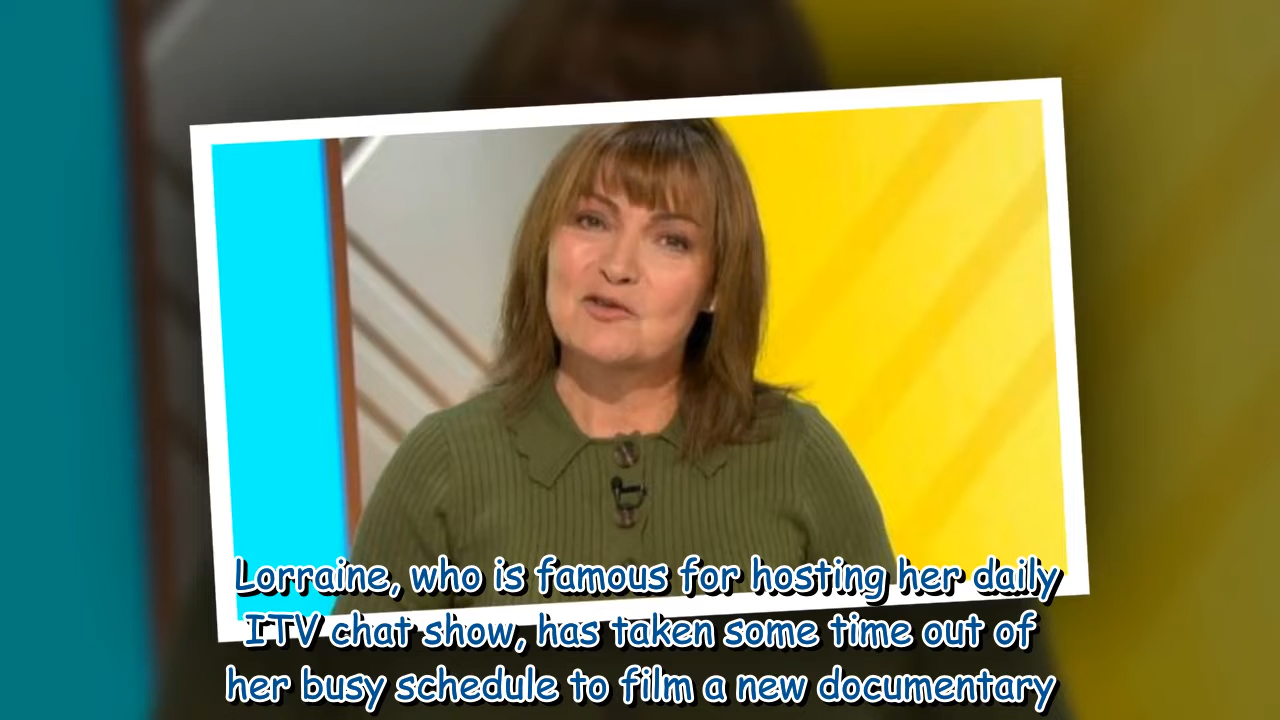 Lorraine, who is famous for hosting her daily
ITV chat show, has taken some time out of
her busy schedule to film a new documentary